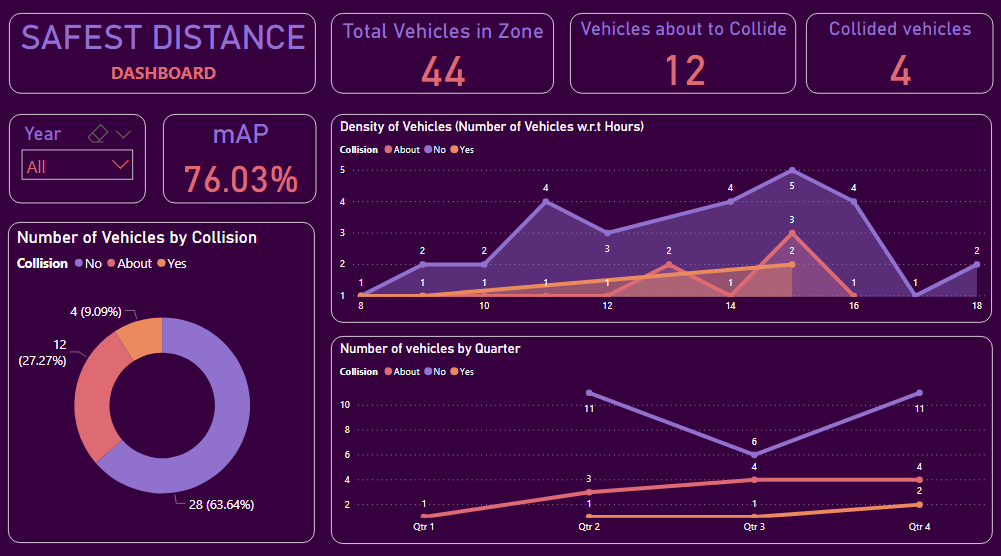 SAFEST DISTANCE
DASHBOARD
Total Vehicles in Zone
44
Vehicles about to Collide
12
Collided vehicles
4
Year
All
mAP
76.03%
Number of Vehicles by Collision
Collision No About Yes
4 (9.09%)
12
(27.27%)
28 (63.64%)
Density of Vehicles (Number of Vehicles w.r.t Hours)
Collision About No Yes
5
4
3
2
1
1 2 2 4 3 4 5 4 2
1 1 1 1 2 1 3 1
2
8 10 12 14 16 18
Number of vehicles by Quarter
Collision About No Yes
10
8
6
4
2
11 6 11
1 3 4 4
1 1 2
Qtr 1 Qtr 2 Qtr 3 Qtr 4